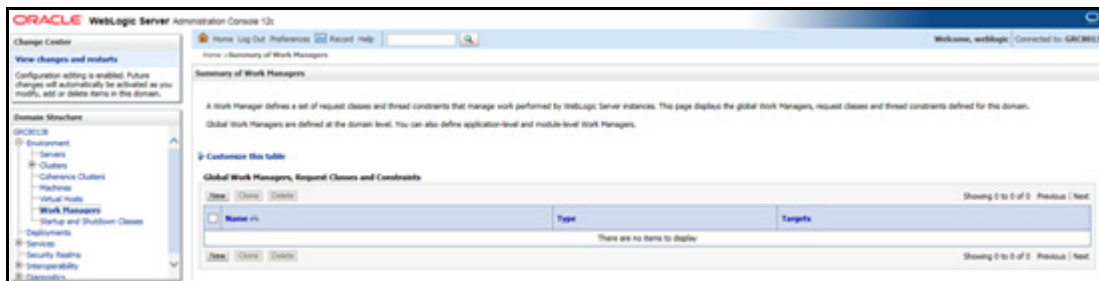 ORACLE WebLogic Server Administration Console 12c
Change Center
View changes and restarts
Configuration editing is enabled. Future
changes will automatically be activated as you
modify, add or delete items in this domain.
Domain Structure
Environment
Servers
Clusters
Coherence Clusters
Machines
Virtual Hosts
Work Managers
Startup and Shutdown Classes
Deployments
Services
Security Realms
Interoperability
Diagnostics
Home Log Out Preferences Record Help
Welcome, weblogic Connected to:
Home >Summary of Work Managers
Summary of Work Managers
A Work Manager defines a set of request classes and thread constraints that manage work performed by WebLogic Server instances. This page displays the global Work Managers, request classes and thread constraints defined for this domain.
Global Work Managers are defined at the domain level. You can also define application-level and module-level Work Managers.
Customize this table
Global Work Managers, Request Classes and Constraints
New Clone Delete
Showing 0 to 0 of 0 Previous | Next
Name Type Targets
There are no items to display
New Clone Delete
Showing 0 to 0 of 0 Previous | Next